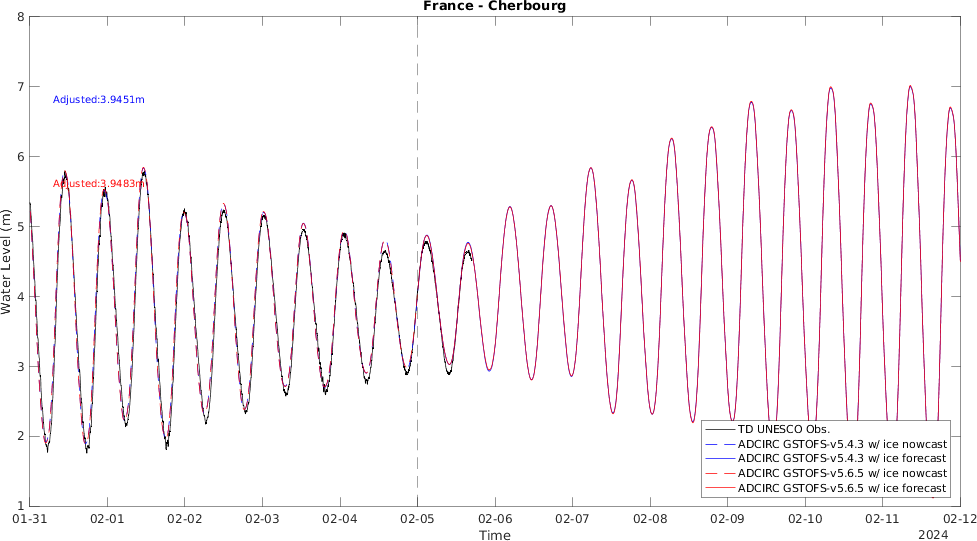 France - Cherbourg
8
7
6
5
4
3
2
1
Water Level (m)
Adjusted:3.9451m
Adjusted:3.9483m
TD UNESCO Obs.
ADCIRC GSTOFS-v5.4.3 w/ ice nowcast
ADCIRC GSTOFS-v5.4.3 w/ ice forecast
ADCIRC GSTOFS-v5.6.5 w/ ice nowcast
ADCIRC GSTOFS-v5.6.5 w/ ice forecast
01-31 02-01 02-02 02-03 02-04 02-05 02-06 02-07 02-08 02-09 02-10 02-11 02-12
Time
2024